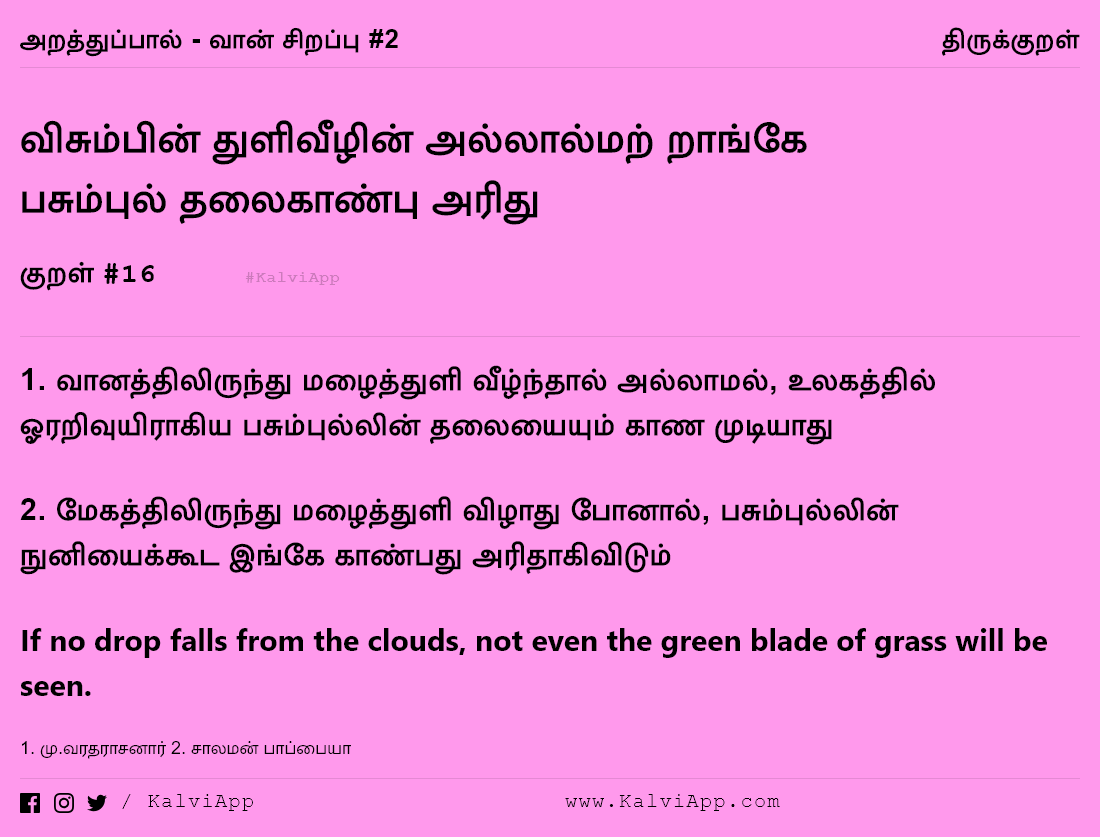 அறத்துப்பால் - வான் சிறப்பு #2
திருக்குறள்
விசும்பின் துளிவீழின் அல்லால்மற் றாங்கே
பசும்புல் தலைகாண்பு அரிது
குறள் #16
#KalviApp
1. வானத்திலிருந்து மழைத்துளி வீழ்ந்தால் அல்லாமல், உலகத்தில்
ஓரறிவுயிராகிய பசும்புல்லின் தலையையும் காண முடியாது
2. மேகத்திலிருந்து மழைத்துளி விழாது போனால், பசும்புல்லின்
நுனியைக்கூட இங்கே காண்பது அரிதாகிவிடும்
If no drop falls from the clouds, not even the green blade of grass will be
seen.
1. மு.வரதராசனார் 2. சாலமன் பாப்பையா
/ KalviApp
www.KalviApp.com